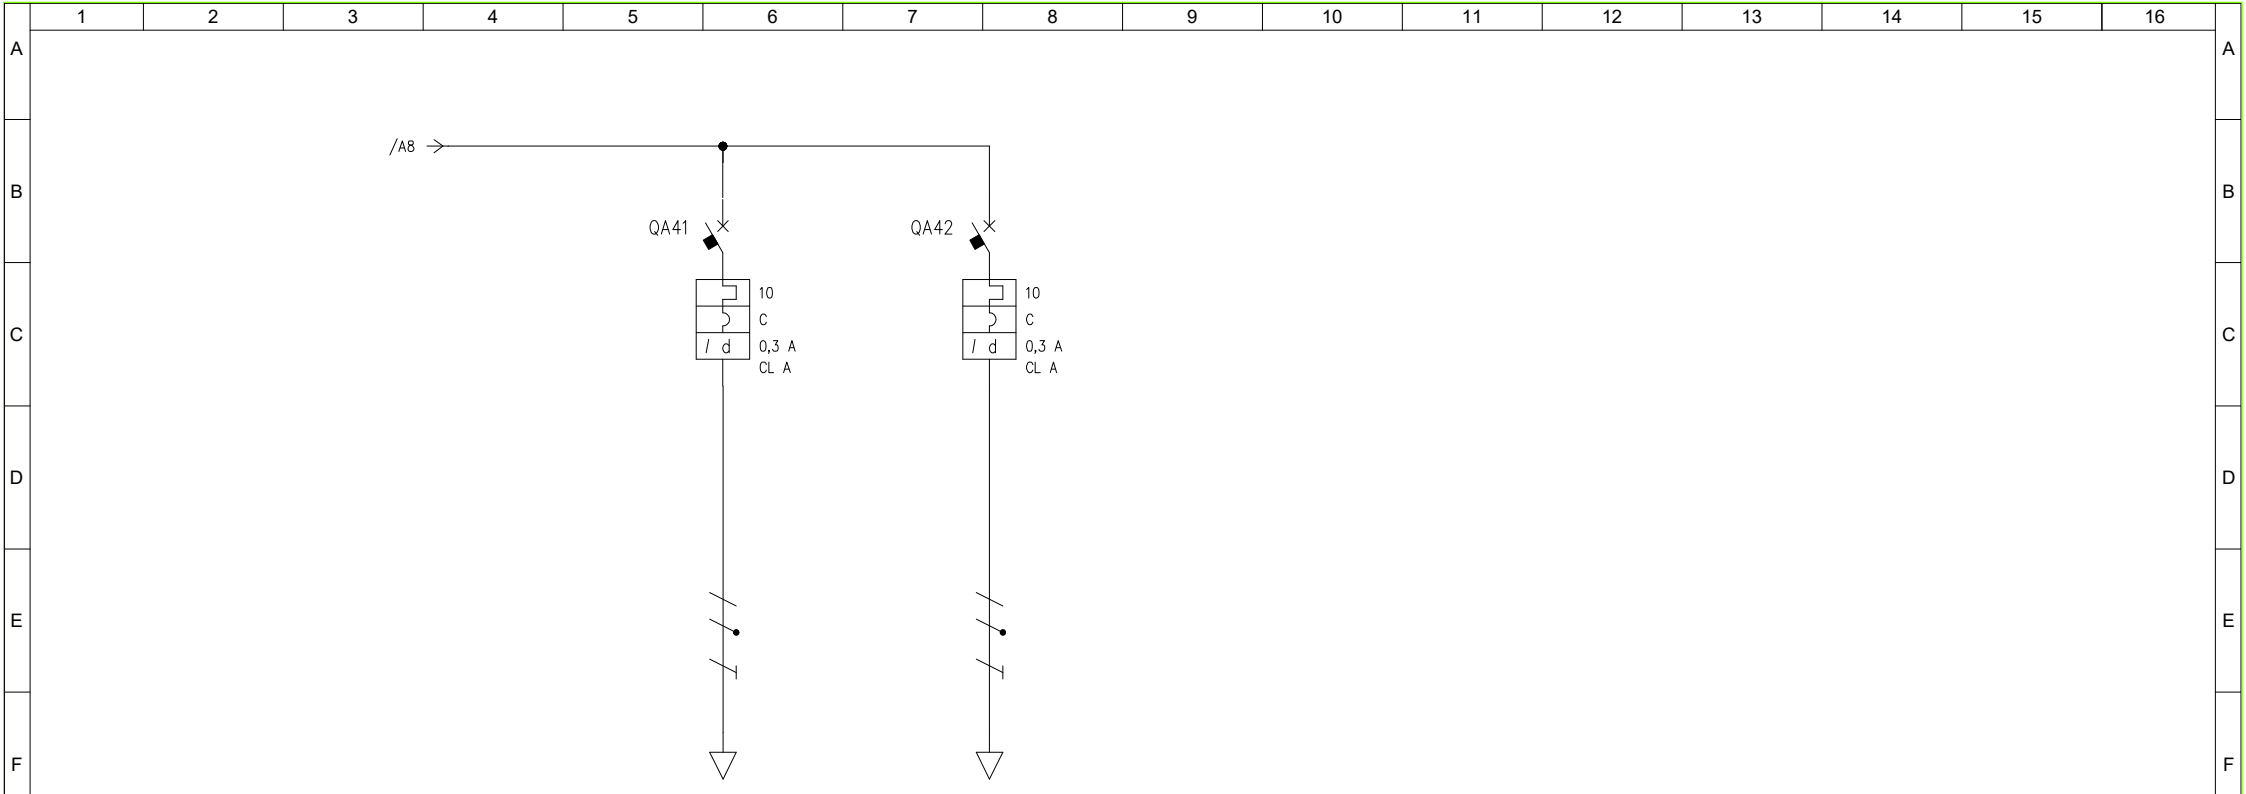 1 2 3 4 5 6 7 8 9 10 11 12 13 14 15 16
A A
/A8
B B
QA41 QA42
10 10
C C
C C
I d 0,3 A I d 0,3 A
CL A CL A
D D
E E
F F